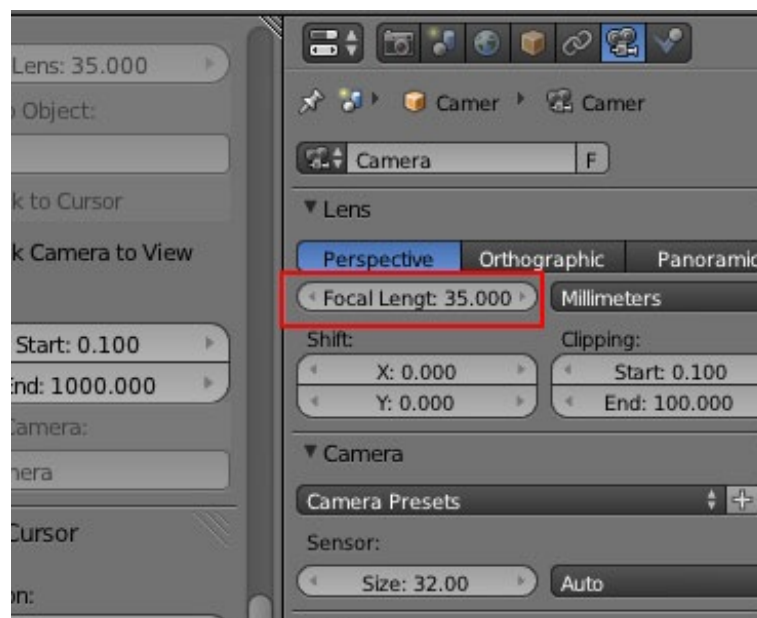 Lens: 35.000
Object:
k to Cursor
k Camera to View
Start: 0.100
End: 1000.000
Camera:
nera
Cursor
on:
Camer Camer
Camera F
Lens
Perspective Orthographic Panoramic
Focal Lengt: 35.000 Millimeters
Shift: Clipping:
X: 0.000 Start: 0.100
Y: 0.000 End: 100.000
Camera
Camera Presets
Sensor:
Size: 32.00 Auto